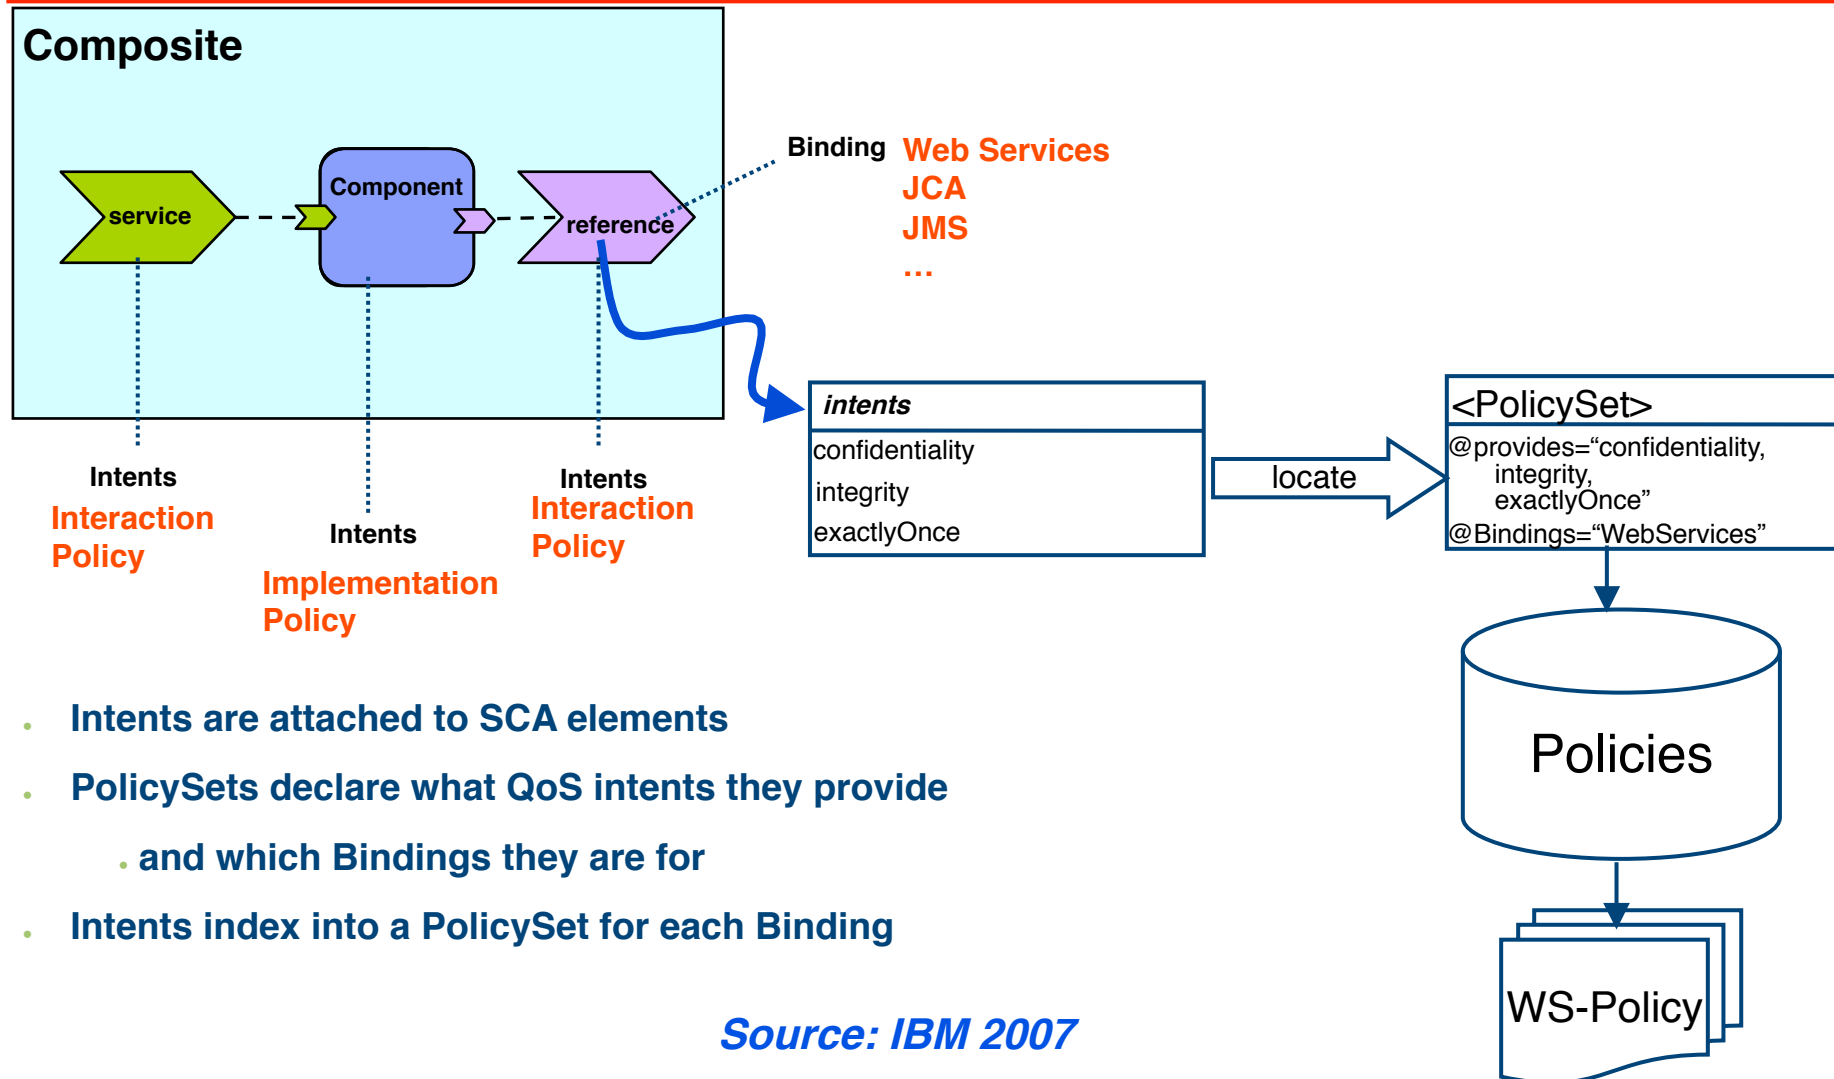 Composite
service
Component
reference
Binding
Web Services
JCA
JMS
…
Intents
Interaction
Policy
Intents
Implementation
Policy
Intents
Interaction
Policy
intents
confidentiality
integrity
exactlyOnce
locate
<PolicySet>
@provides=“confidentiality,
integrity,
exactlyOnce”
@Bindings=“WebServices”
Policies
WS-Policy
. Intents are attached to SCA elements
. PolicySets declare what QoS intents they provide
. and which Bindings they are for
. Intents index into a PolicySet for each Binding
Source: IBM 2007